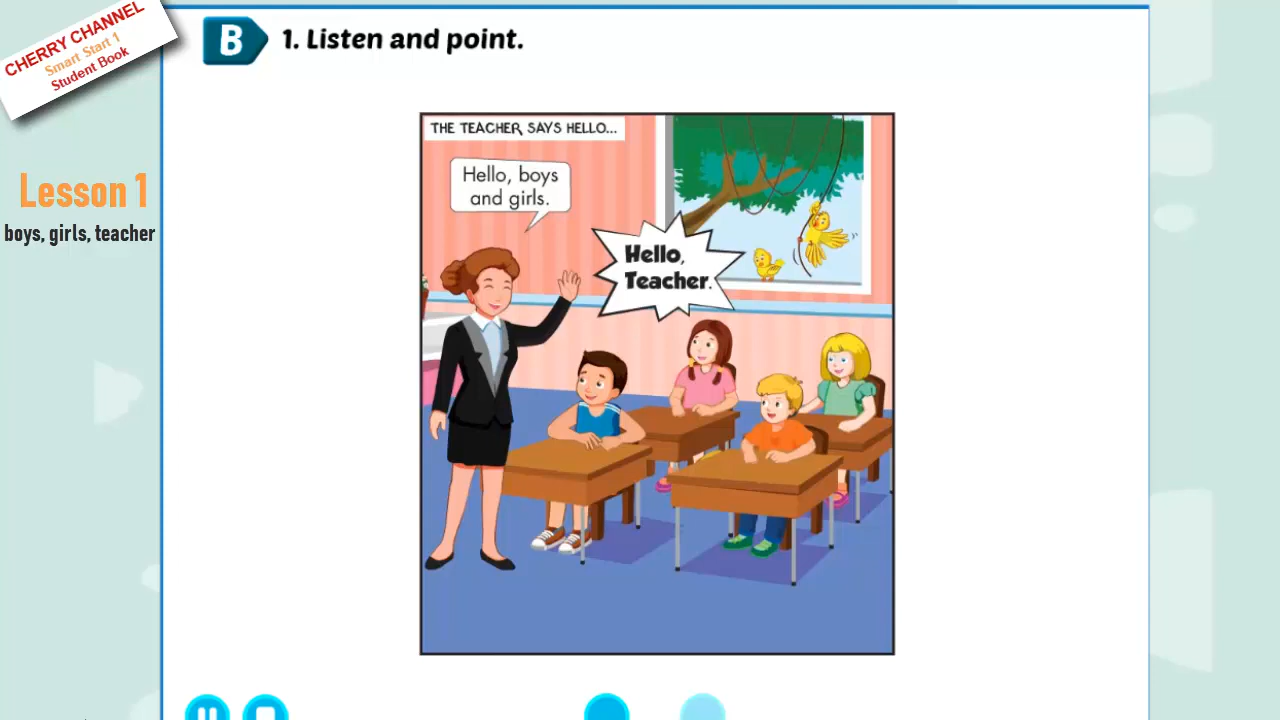 CHERRY CHANNEL
Smart Start 1
Student Book
B
1. Listen and point.
Lesson 1
boys, girls, teacher
THE TEACHER SAYS HELLO...
Hello, boys
and girls.
Hello,
Teacher.